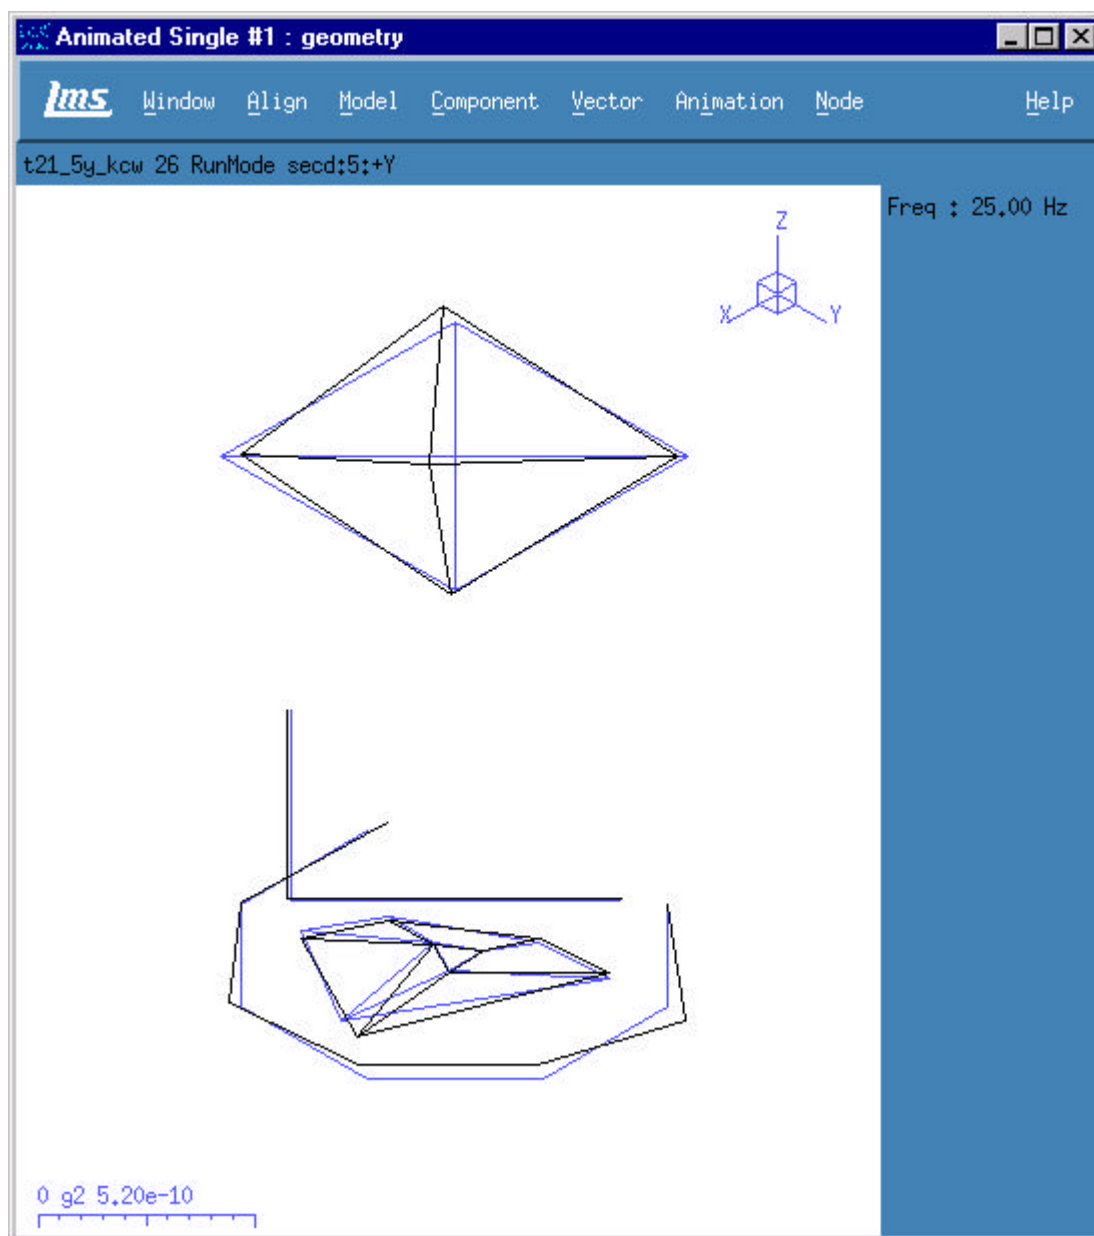 Animated Single #1 : geometry
lms Window Align Model Component Vector Animation Node Help
t21_5y_kcw 26 RunMode secd:5:+Y
Freq : 25.00 Hz
Z
X Y
0 g2 5.20e-10